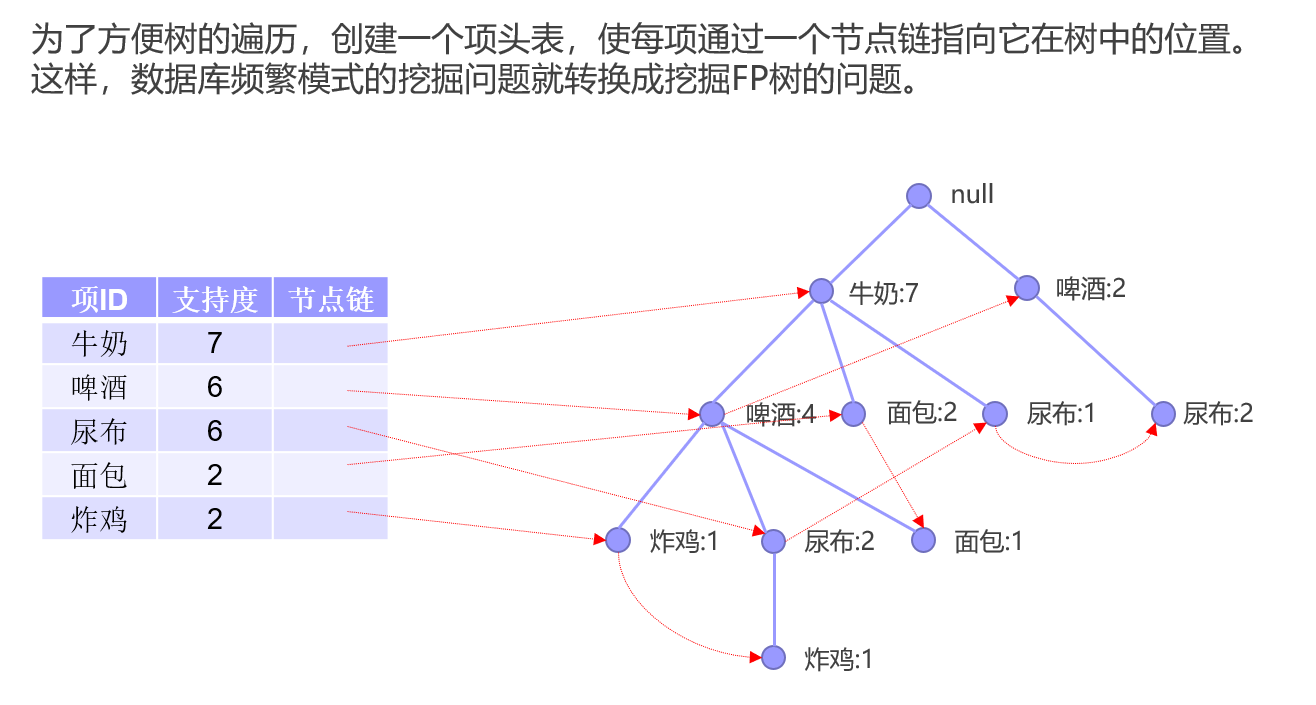 为了方便树的遍历，创建一个项头表，使每项通过一个节点链指向它在树中的位置。
这样，数据库频繁模式的挖掘问题就转换成挖掘FP树的问题。
null
项ID 支持度 节点链
牛奶 7
啤酒 6
尿布 6
面包 2
炸鸡 2
牛奶:7
啤酒:2
啤酒:4
面包:2
尿布:1
尿布:2
炸鸡:1
尿布:2
面包:1
炸鸡:1